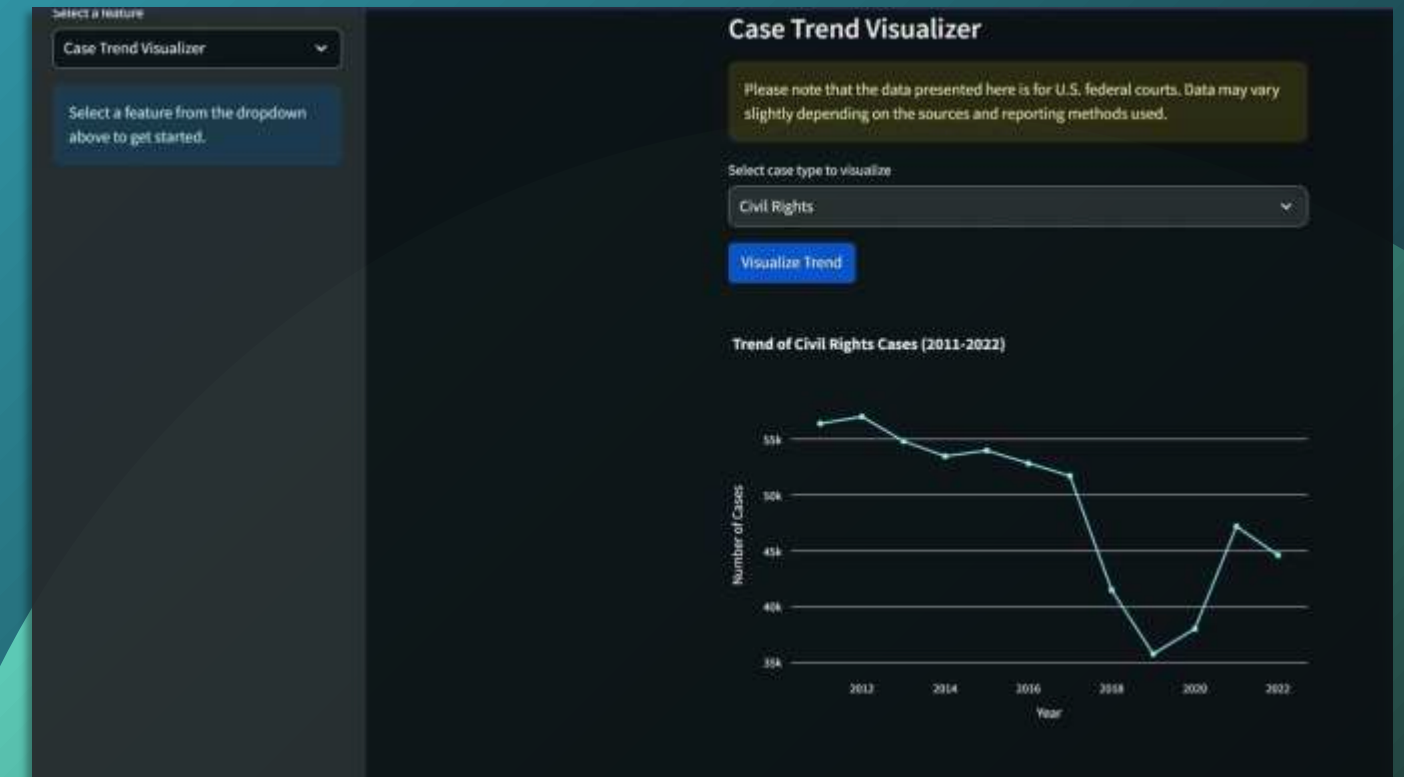 Select a feature
Case Trend Visualizer
Select a feature from the dropdown
above to get started.
Case Trend Visualizer
Please note that the data presented here is for U.S. federal courts. Data may vary
slightly depending on the sources and reporting methods used.
Select case type to visualize
Civil Rights
Visualize Trend
Trend of Civil Rights Cases (2011-2022)
Number of Cases
55k
50k
45k
40k
35k
2012
2014
2016
2018
2020
2022
Year